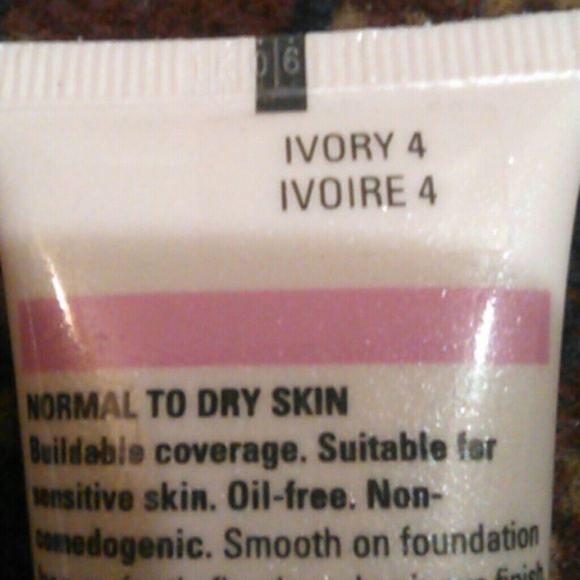 IVORY 4
IVOIRE 4
NORMAL TO DRY SKIN
Buildable coverage. Suitable for
sensitive skin. Oil-free. Non-
comedogenic. Smooth on foundation
finish